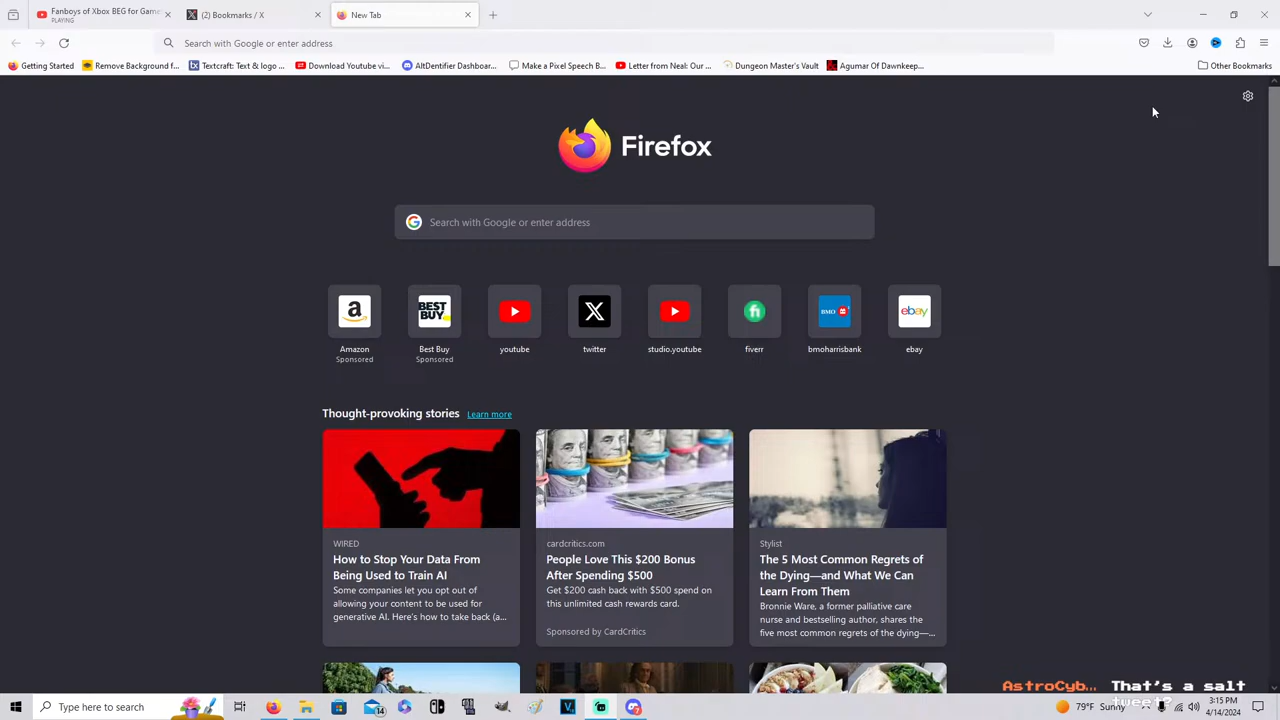 Fanboys of Xbox BEG for Game
PLAYING
(2) Bookmarks / X
New Tab
Search with Google or enter address
Getting Started
Remove Background f...
Textcraft: Text & logo ...
Download Youtube vi...
AltDentifier Dashboar...
Make a Pixel Speech B...
Letter from Neal: Our ...
Dungeon Master's Vault
Agumar Of Dawnkeep...
Other Bookmarks
Firefox
Search with Google or enter address
Amazon
Sponsored
BEST BUY
Best Buy
Sponsored
youtube
twitter
studio.youtube
fiverr
BMO
bmoharrisbank
ebay
ebay
Thought-provoking stories
Learn more
WIRED
How to Stop Your Data From
Being Used to Train AI
Some companies let you opt out of
allowing your content to be used for
generative AI. Here's how to take back (a...
cardcritics.com
People Love This $200 Bonus
After Spending $500
Get $200 cash back with $500 spend on
this unlimited cash rewards card.
Sponsored by CardCritics
Stylist
The 5 Most Common Regrets of
the Dying—and What We Can
Learn From Them
Bronnie Ware, a former palliative care
nurse and bestselling author, shares the
five most common regrets of the dying—...
AstroCyb... That's a salt
tweet?
Type here to search
14
79°F Sunny
3:15 PM
4/14/2024